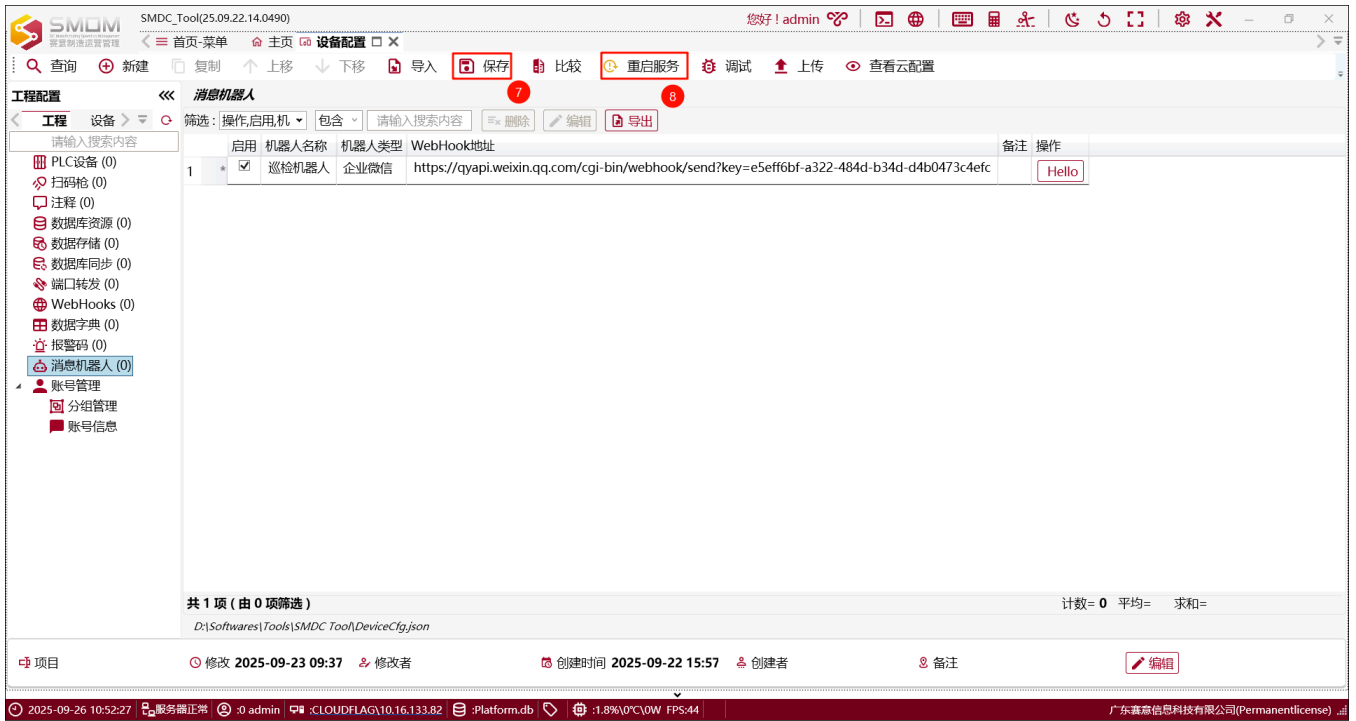 SMOM
赛意制造运营管理
SMDC_Tool(25.09.22.14.0490)
您好！admin
首页-菜单 主页 设备配置
查询 新建 复制 上移 下移 导入 保存 比较 重启服务 调试 上传 查看云配置
7 8
工程配置
消息机器人
工程 设备
筛选： 操作,启用,机 包含 请输入搜索内容 删除 编辑 导出
请输入搜索内容
启用 机器人名称 机器人类型 WebHook地址 备注 操作
1 * 巡检机器人 企业微信 https://qyapi.weixin.qq.com/cgi-bin/webhook/send?key=e5eff6bf-a322-484d-b34d-d4b0473c4efc Hello
PLC设备 (0)
扫码枪 (0)
注释 (0)
数据库资源 (0)
数据存储 (0)
数据库同步 (0)
端口转发 (0)
WebHooks (0)
数据字典 (0)
报警码 (0)
消息机器人 (0)
账号管理
分组管理
账号信息
共 1 项 ( 由 0 项筛选 )
计数= 0 平均= 求和=
D:\Softwares\Tools\SMDC Tool\DeviceCfg.json
项目 修改 2025-09-23 09:37 修改者 创建时间 2025-09-22 15:57 创建者 备注 编辑
2025-09-26 10:52:27 服务器正常 :0 admin :CLOUDFLAG\10.16.133.82 :Platform.db :1.8%\0°C\0W FPS:44 广东赛意信息科技有限公司(Permanentlicense)